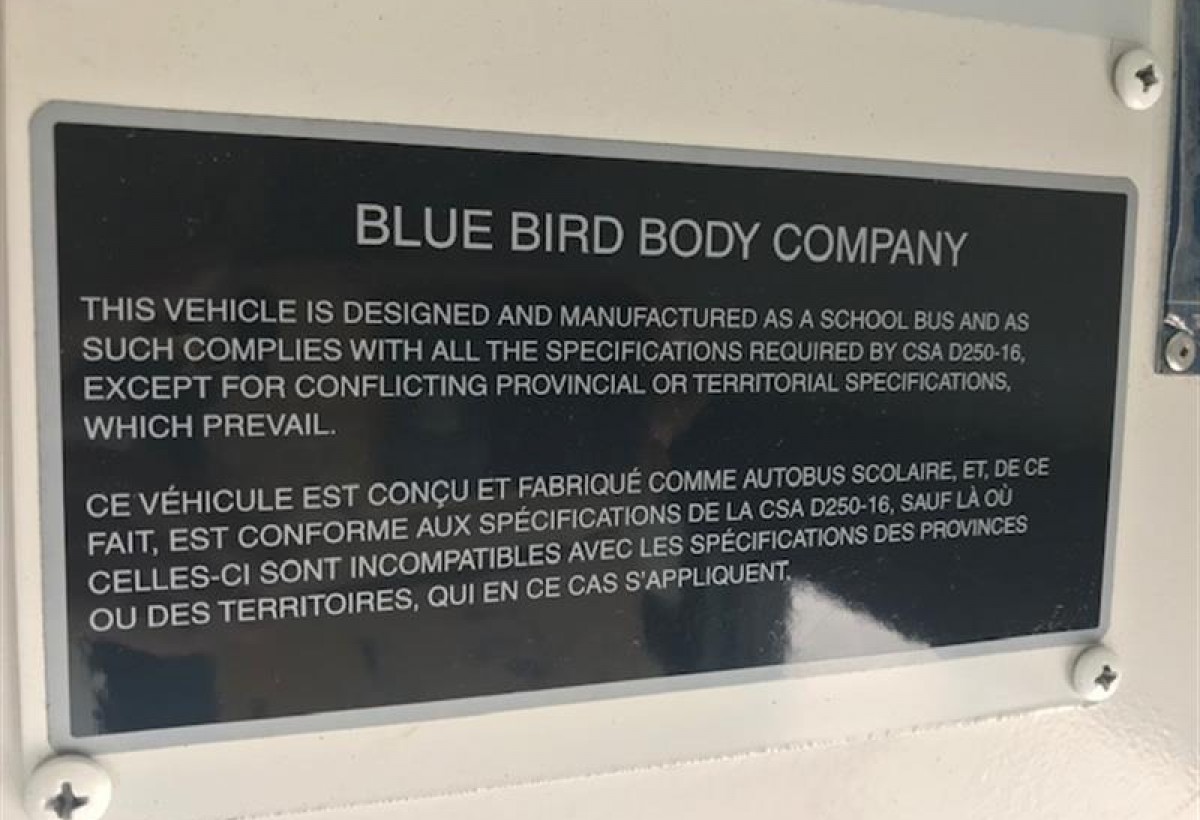 BLUE BIRD BODY COMPANY
THIS VEHICLE IS DESIGNED AND MANUFACTURED AS A SCHOOL BUS AND AS
SUCH COMPLIES WITH ALL THE SPECIFICATIONS REQUIRED BY CSA D250-16,
EXCEPT FOR CONFLICTING PROVINCIAL OR TERRITORIAL SPECIFICATIONS,
WHICH PREVAIL.
CE VÉHICULE EST CONÇU ET FABRIQUÉ COMME AUTOBUS SCOLAIRE, ET, DE CE
FAIT, EST CONFORME AUX SPÉCIFICATIONS DE LA CSA D250-16, SAUF LÀ OÙ
CELLES-CI SONT INCOMPATIBLES AVEC LES SPÉCIFICATIONS DES PROVINCES
OU DES TERRITOIRES, QUI EN CE CAS S'APPLIQUENT.